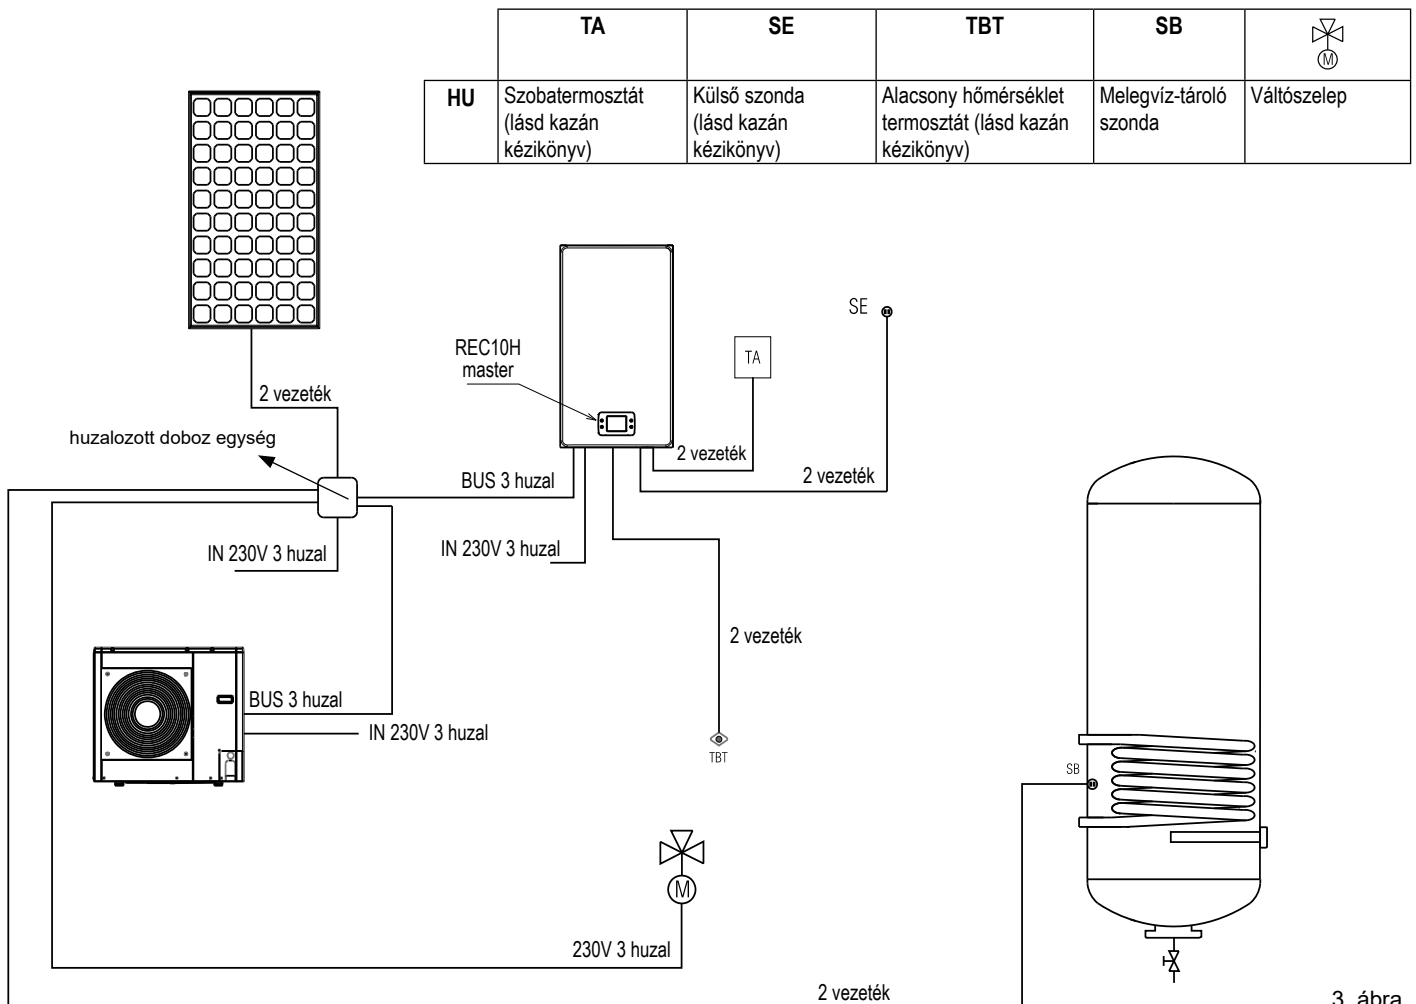 TA SE TBT SB
M
HU Szobatermosztát Külső szonda Alacsony hőmérséklet Melegvíz-tároló Váltószelep
(lásd kazán (lásd kazán termosztát (lásd kazán szonda
kézikönyv) kézikönyv) kézikönyv)
SE
REC10H
master
TA
2 vezeték
huzalozott doboz egység
2 vezeték
BUS 3 huzal
2 vezeték
IN 230V 3 huzal
IN 230V 3 huzal
2 vezeték
BUS 3 huzal
IN 230V 3 huzal
TBT
SB
M
230V 3 huzal
2 vezeték
3. ábra